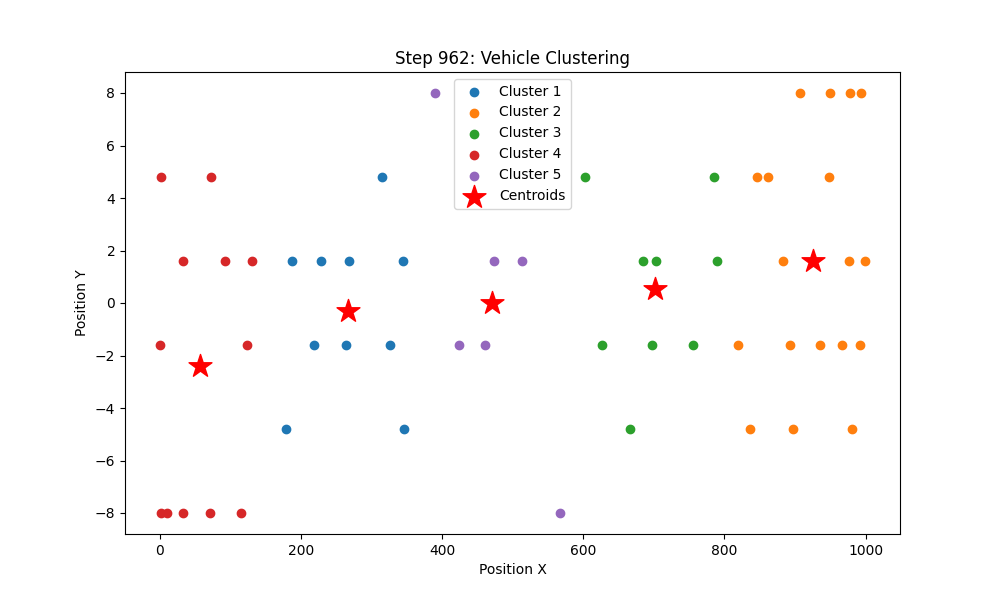 Step 962: Vehicle Clustering
Cluster 1
Cluster 2
Cluster 3
Cluster 4
Cluster 5
Centroids
Position Y
8
6
4
2
0
−2
−4
−6
−8
0 200 400 600 800 1000
Position X